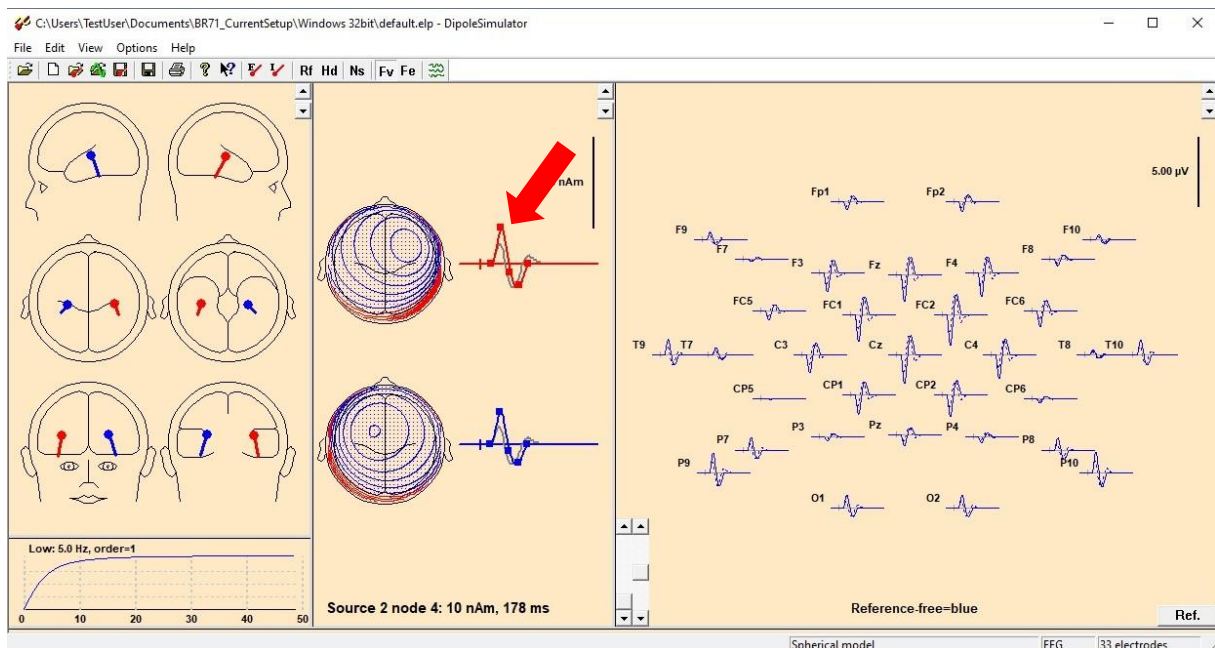 C:\Users\TestUser\Documents\BR71_CurrentSetup\Windows 32bit\default.elp - DipoleSimulator
File Edit View Options Help
Rf Hd Ns Fv Fe
nAm
Low: 5.0 Hz, order=1
0 10 20 30 40 50
Source 2 node 4: 10 nAm, 178 ms
5.00 µV
Fp1 Fp2
F9 F10
F7 F8
F3 Fz F4
FC5 FC1 FC2 FC6
T9 T7 C3 Cz C4 T8 T10
CP5 CP1 CP2 CP6
P3 Pz P4
P7 P8
P9 P10
O1 O2
Reference-free=blue
Ref.
Spherical model EEG 33 electrodes